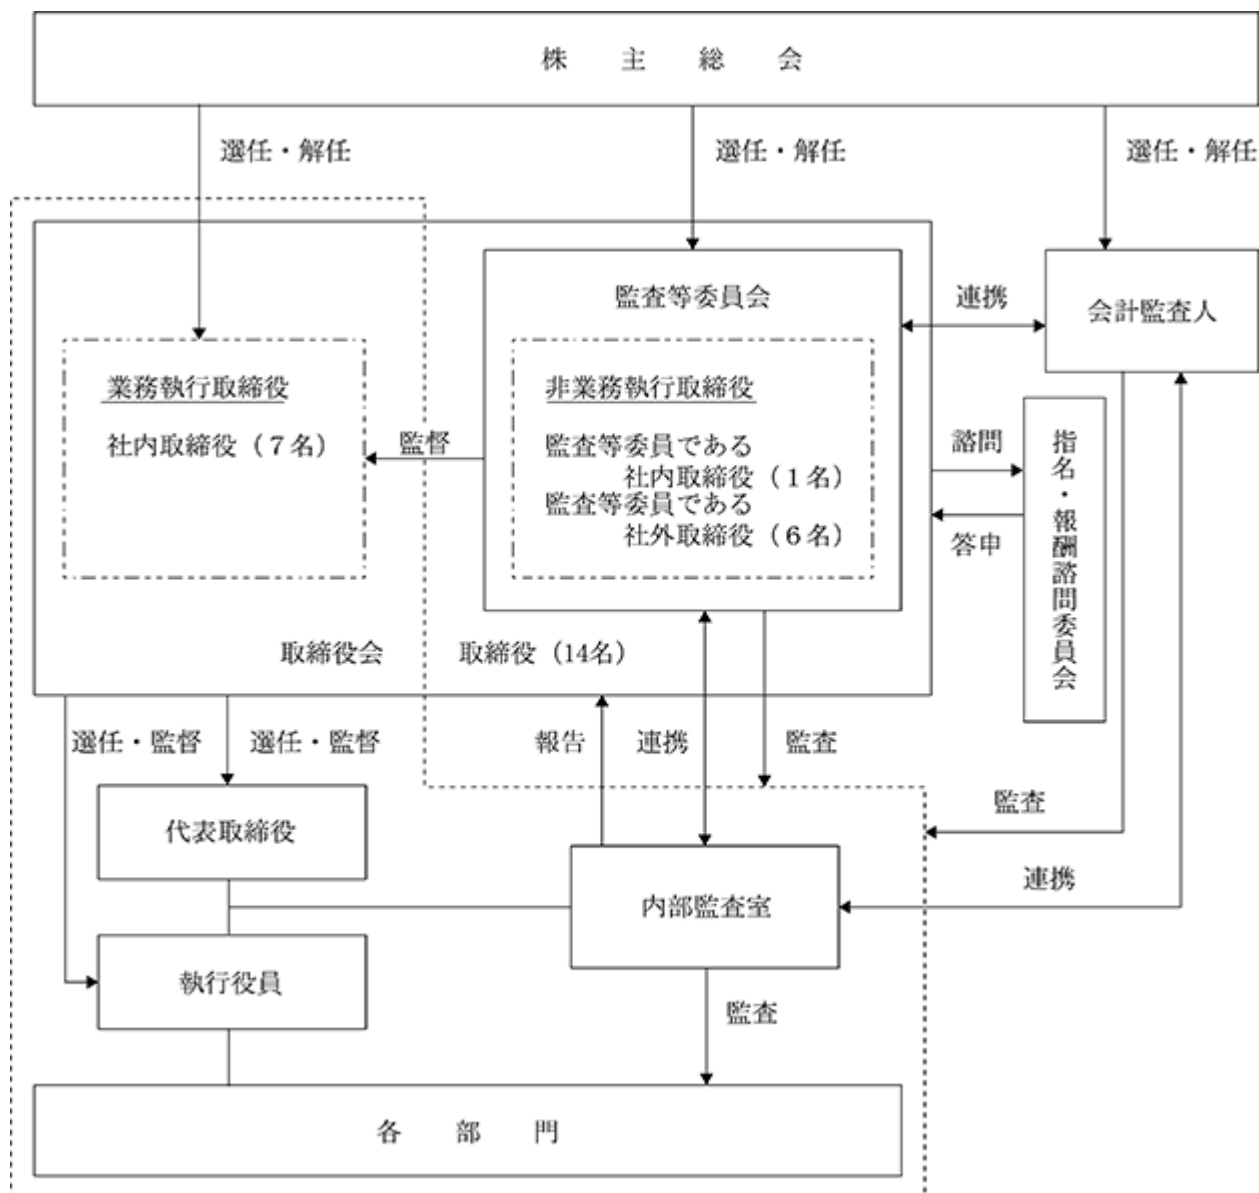 株主総会
選任・解任
選任・解任
選任・解任
監査等委員会
連携
会計監査人
業務執行取締役
社内取締役（７名）
監督
非業務執行取締役
監査等委員である
社内取締役（１名）
監査等委員である
社外取締役（６名）
諮問
答申
指名・報酬諮問委員会
取締役会
取締役（14名）
選任・監督
選任・監督
報告
連携
監査
代表取締役
監査
内部監査室
連携
執行役員
監査
各部門